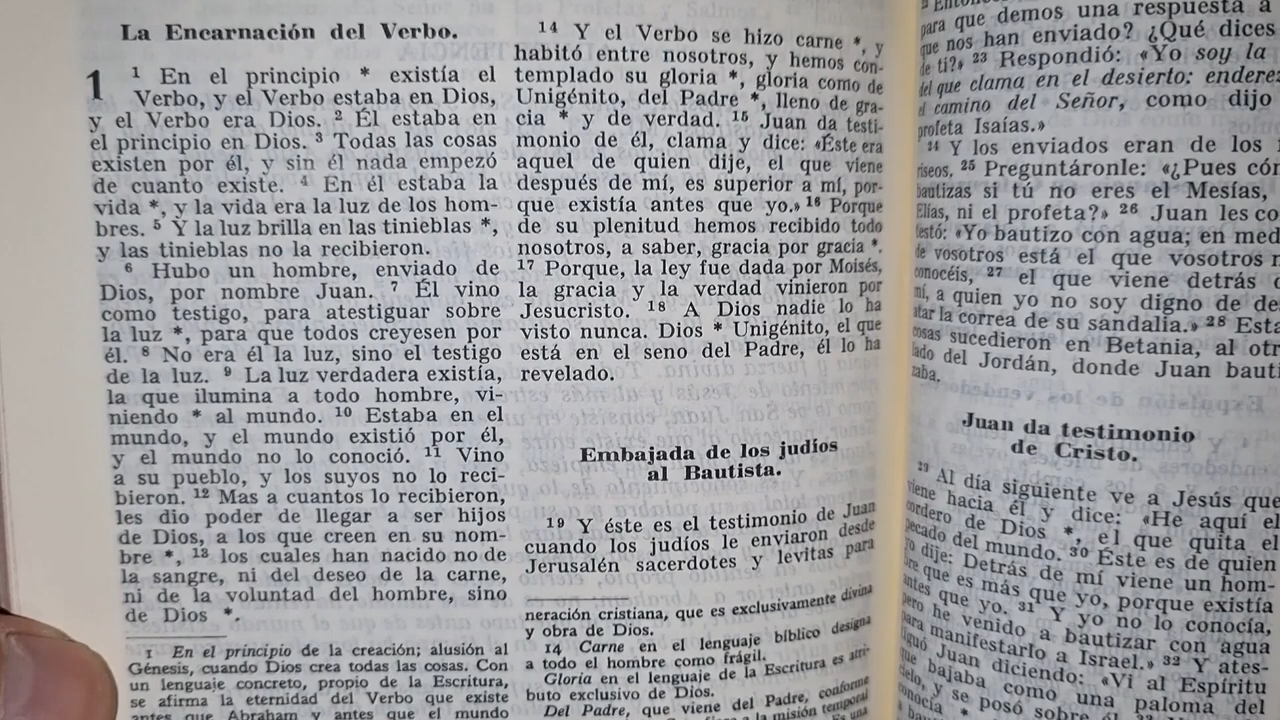 La Encarnación del Verbo.
1 1 En el principio * existía el
Verbo, y el Verbo estaba en Dios,
y el Verbo era Dios. 2 Él estaba en
el principio en Dios. 3 Todas las cosas
existen por él, y sin él nada empezó
de cuanto existe. 4 En él estaba la
vida *, y la vida era la luz de los hom-
bres. 5 Y la luz brilla en las tinieblas *,
y las tinieblas no la recibieron.
6 Hubo un hombre, enviado de
Dios, por nombre Juan. 7 Él vino
como testigo, para atestiguar sobre
la luz *, para que todos creyesen por
él. 8 No era él la luz, sino el testigo
de la luz. 9 La luz verdadera existía,
la que ilumina a todo hombre, vi-
niendo * al mundo. 10 Estaba en el
mundo, y el mundo existió por él,
y el mundo no lo conoció. 11 Vino
a su pueblo, y los suyos no lo reci-
bieron. 12 Mas a cuantos lo recibieron,
les dio poder de llegar a ser hijos
de Dios, a los que creen en su nom-
bre *, 13 los cuales han nacido no de
la sangre, ni del deseo de la carne,
ni de la voluntad del hombre, sino
de Dios *.
1 En el principio de la creación; alusión al
Génesis, cuando Dios crea todas las cosas. Con
un lenguaje concreto, propio de la Escritura,
se afirma la eternidad del Verbo que existe
antes que Abraham y antes que el mundo
14 Y el Verbo se hizo carne *, y
habitó entre nosotros, y hemos con-
templado su gloria *, gloria como de
Unigénito, del Padre *, lleno de gra-
cia * y de verdad. 15 Juan da testi-
monio de él, clama y dice: «Éste era
aquel de quien dije, el que viene
después de mí, es superior a mí, por-
que existía antes que yo.» 16 Porque
de su plenitud hemos recibido todo
nosotros, a saber, gracia por gracia *.
17 Porque, la ley fue dada por Moisés,
la gracia y la verdad vinieron por
Jesucristo. 18 A Dios nadie lo ha
visto nunca. Dios * Unigénito, el que
está en el seno del Padre, él lo ha
revelado.
Embajada de los judíos
al Bautista.
19 Y éste es el testimonio de Juan
cuando los judíos le enviaron desde
Jerusalén sacerdotes y levitas para
neración cristiana, que es exclusivamente divina
y obra de Dios.
14 Carne en el lenguaje bíblico designa
a todo el hombre como frágil.
Gloria en el lenguaje de la Escritura es atri-
buto exclusivo de Dios.
Del Padre, que viene del Padre, conforme
a la misión temporal
para que demos una respuesta a
que nos han enviado? ¿Qué dices
de ti?» 23 Respondió: «Yo soy la
del que clama en el desierto: endere
el camino del Señor, como dijo
profeta Isaías.»
24 Y los enviados eran de los
riseos, 25 Preguntáronle: «¿Pues có
bautizas si tú no eres el Mesías,
Elías, ni el profeta?» 26 Juan les co
testó: «Yo bautizo con agua; en med
de vosotros está el que vosotros
conocéis, 27 el que viene detrás
mí, a quien yo no soy digno de de
atar la correa de su sandalia.» 28 Esta
cosas sucedieron en Betania, al otr
lado del Jordán, donde Juan bauti
zaba.
Juan da testimonio
de Cristo.
29 Al día siguiente ve a Jesús que
viene hacia él y dice: «He aquí el
cordero de Dios *, el que quita el
pecado del mundo. 30 Éste es de quien
yo dije: Detrás de mí viene un hom-
bre que es más que yo, porque existía
antes que yo. 31 Y yo no lo conocía,
pero he venido a bautizar con agua
para manifestarlo a Israel.» 32 Y ates-
tiguó Juan diciendo: «Vi al Espíritu
que bajaba como una paloma del
cielo, y se posó sobre
conocía